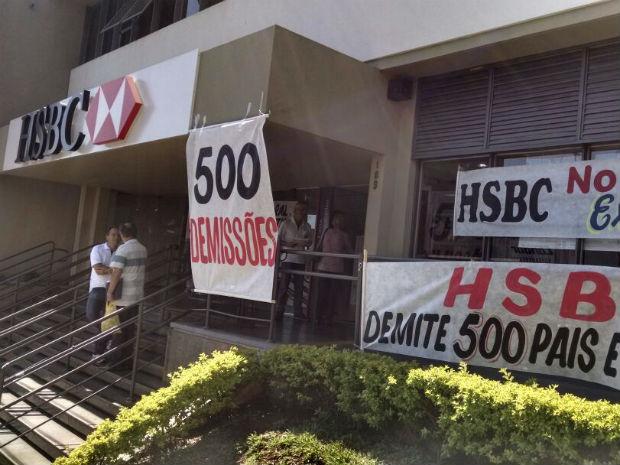 HSBC
500
DEMISSÕES
HSBC No
HSB
DEMITE 500 PAIS E